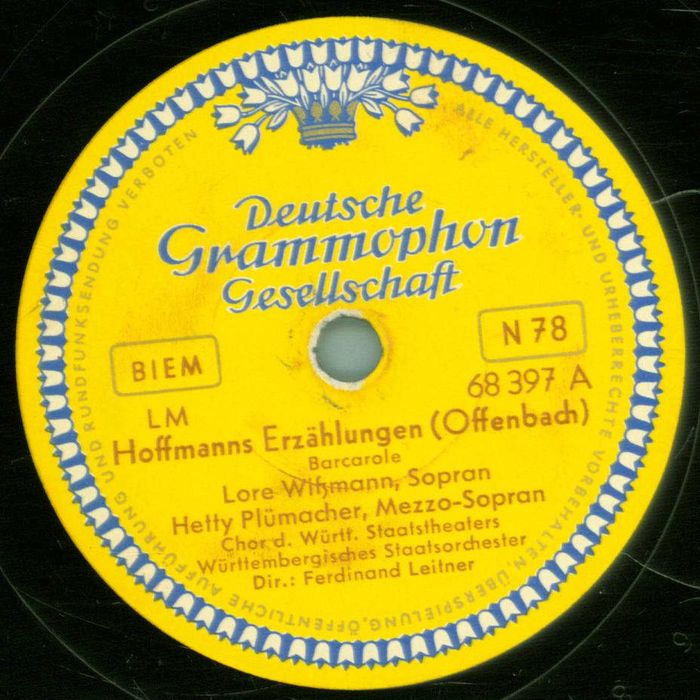 Deutsche
Grammophon
Gesellschaft
BIEM
N 78
LM
68 397 A
Hoffmanns Erzählungen (Offenbach)
Barcarole
Lore Wißmann, Sopran
Hetty Plümacher, Mezzo-Sopran
Chor d. Württ. Staatstheaters
Württembergisches Staatsorchester
Dir.: Ferdinand Leitner
ALLE HERSTELLER- UND URHEBERRECHTE VORBEHALTEN, ÜBERSPIELUNG, ÖFFENTLICHE AUFFÜHRUNG UND RUNDFUNKSENDUNG VERBOTEN